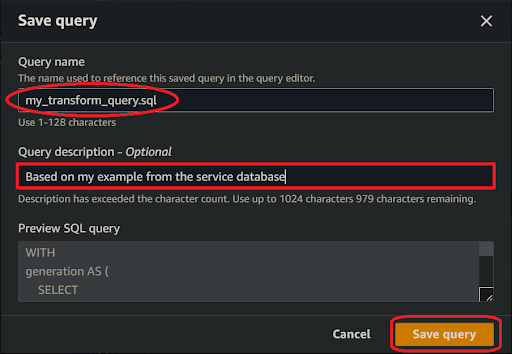 Save query
Query name
The name used to reference this saved query in the query editor.
my_transform_query.sql
Use 1-128 characters
Query description - Optional
Based on my example from the service database
Description has exceeded the character count. Use up to 1024 characters 979 characters remaining.
Preview SQL query
WITH
generation AS (
SELECT
Cancel Save query